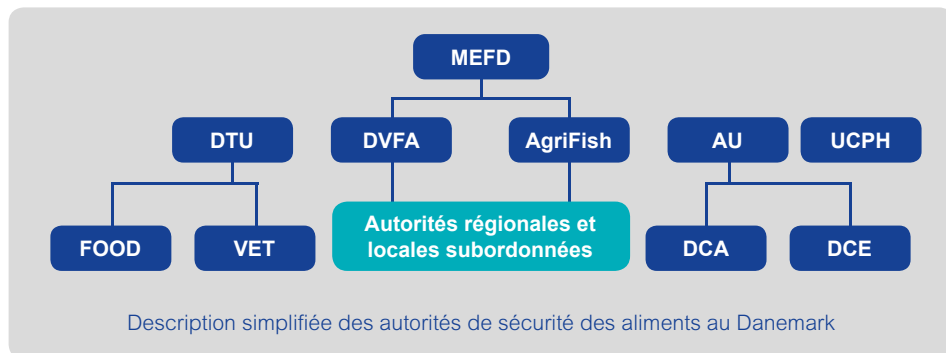 MEFD
DTU
DVFA
AgriFish
AU
UCPH
FOOD
VET
Autorités régionales et
locales subordonnées
DCA
DCE
Description simplifiée des autorités de sécurité des aliments au Danemark